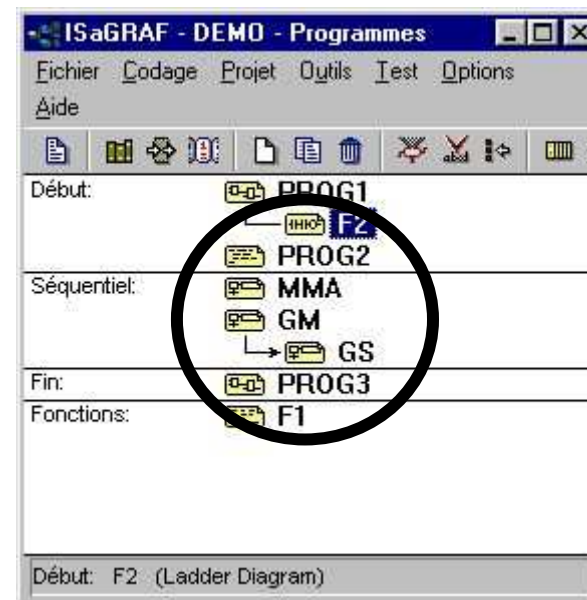 ISaGRAF - DEMO - Programmes
Fichier Codage Projet Outils Test Options
Aide
Début: PROG1
F2
PROG2
Séquentiel: MMA
GM
GS
Fin: PROG3
Fonctions: F1
Début: F2 (Ladder Diagram)